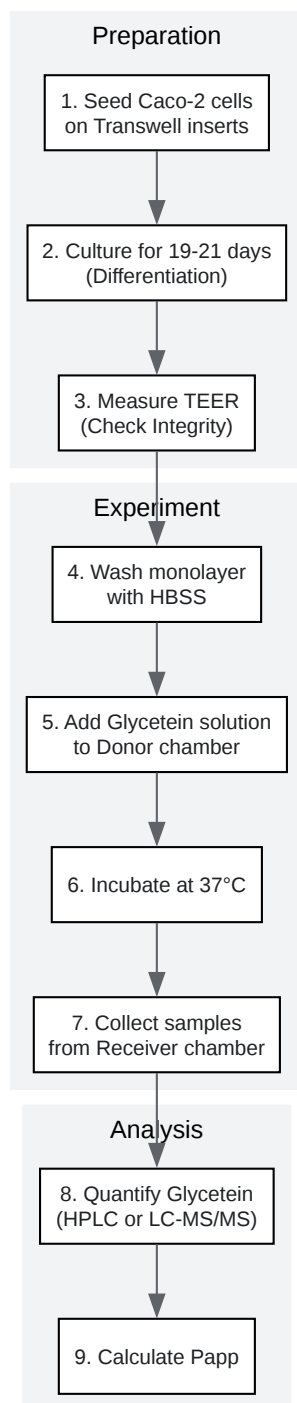 Preparation
1. Seed Caco-2 cells
on Transwell inserts
2. Culture for 19-21 days
(Differentiation)
3. Measure TEER
(Check Integrity)
Experiment
4. Wash monolayer
with HBSS
5. Add Glycetein solution
to Donor chamber
6. Incubate at 37°C
7. Collect samples
from Receiver chamber
Analysis
8. Quantify Glycetein
(HPLC or LC-MS/MS)
9. Calculate Papp